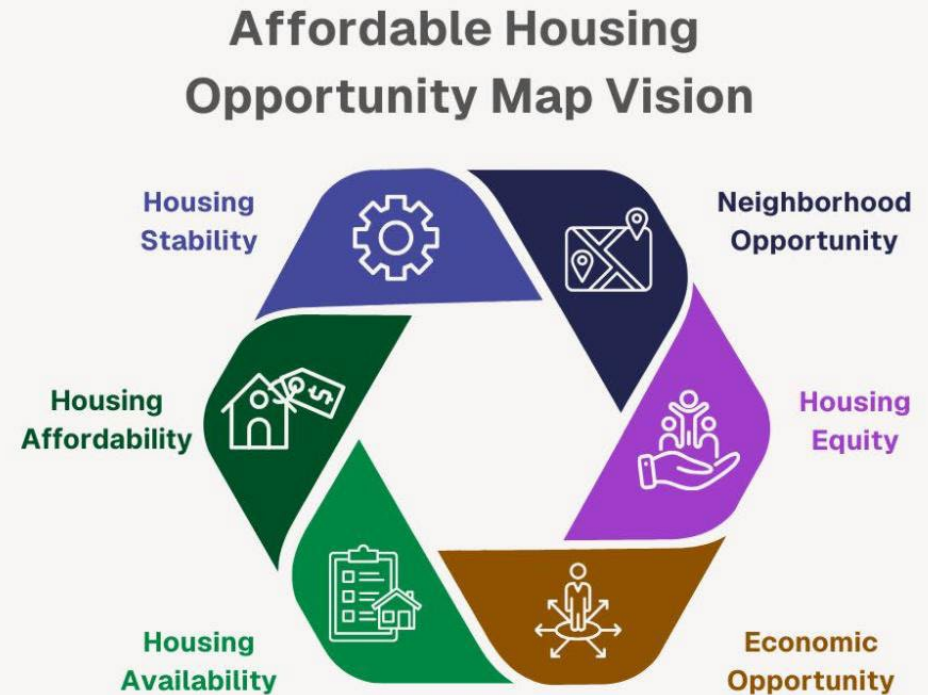 Affordable Housing
Opportunity Map Vision
Housing
Stability
Neighborhood
Opportunity
Housing
Affordability
$
Housing
Equity
Housing
Availability
Economic
Opportunity